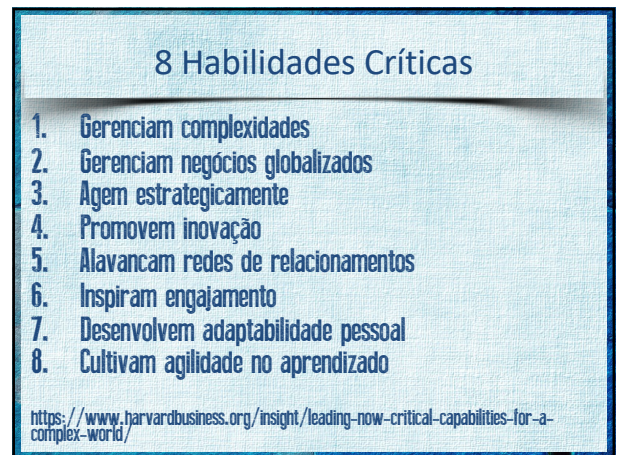 8 Habilidades Críticas
1. Gerenciam complexidades
2. Gerenciam negócios globalizados
3. Agem estrategicamente
4. Promovem inovação
5. Alavancam redes de relacionamentos
6. Inspiram engajamento
7. Desenvolvem adaptabilidade pessoal
8. Cultivam agilidade no aprendizado
https://www.harvardbusiness.org/insight/leading-now-critical-capabilities-for-a-
complex-world/